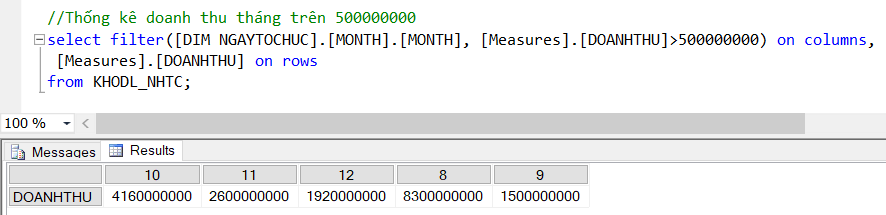 //Thống kê doanh thu tháng trên 500000000
select filter([DIM NGAYTOCHUC].[MONTH].[MONTH], [Measures].[DOANHTHU]>500000000) on columns,
[Measures].[DOANHTHU] on rows
from KHODL_NHTC;
100 %
Messages Results
10 11 12 8 9
DOANHTHU 4160000000 2600000000 1920000000 8300000000 1500000000